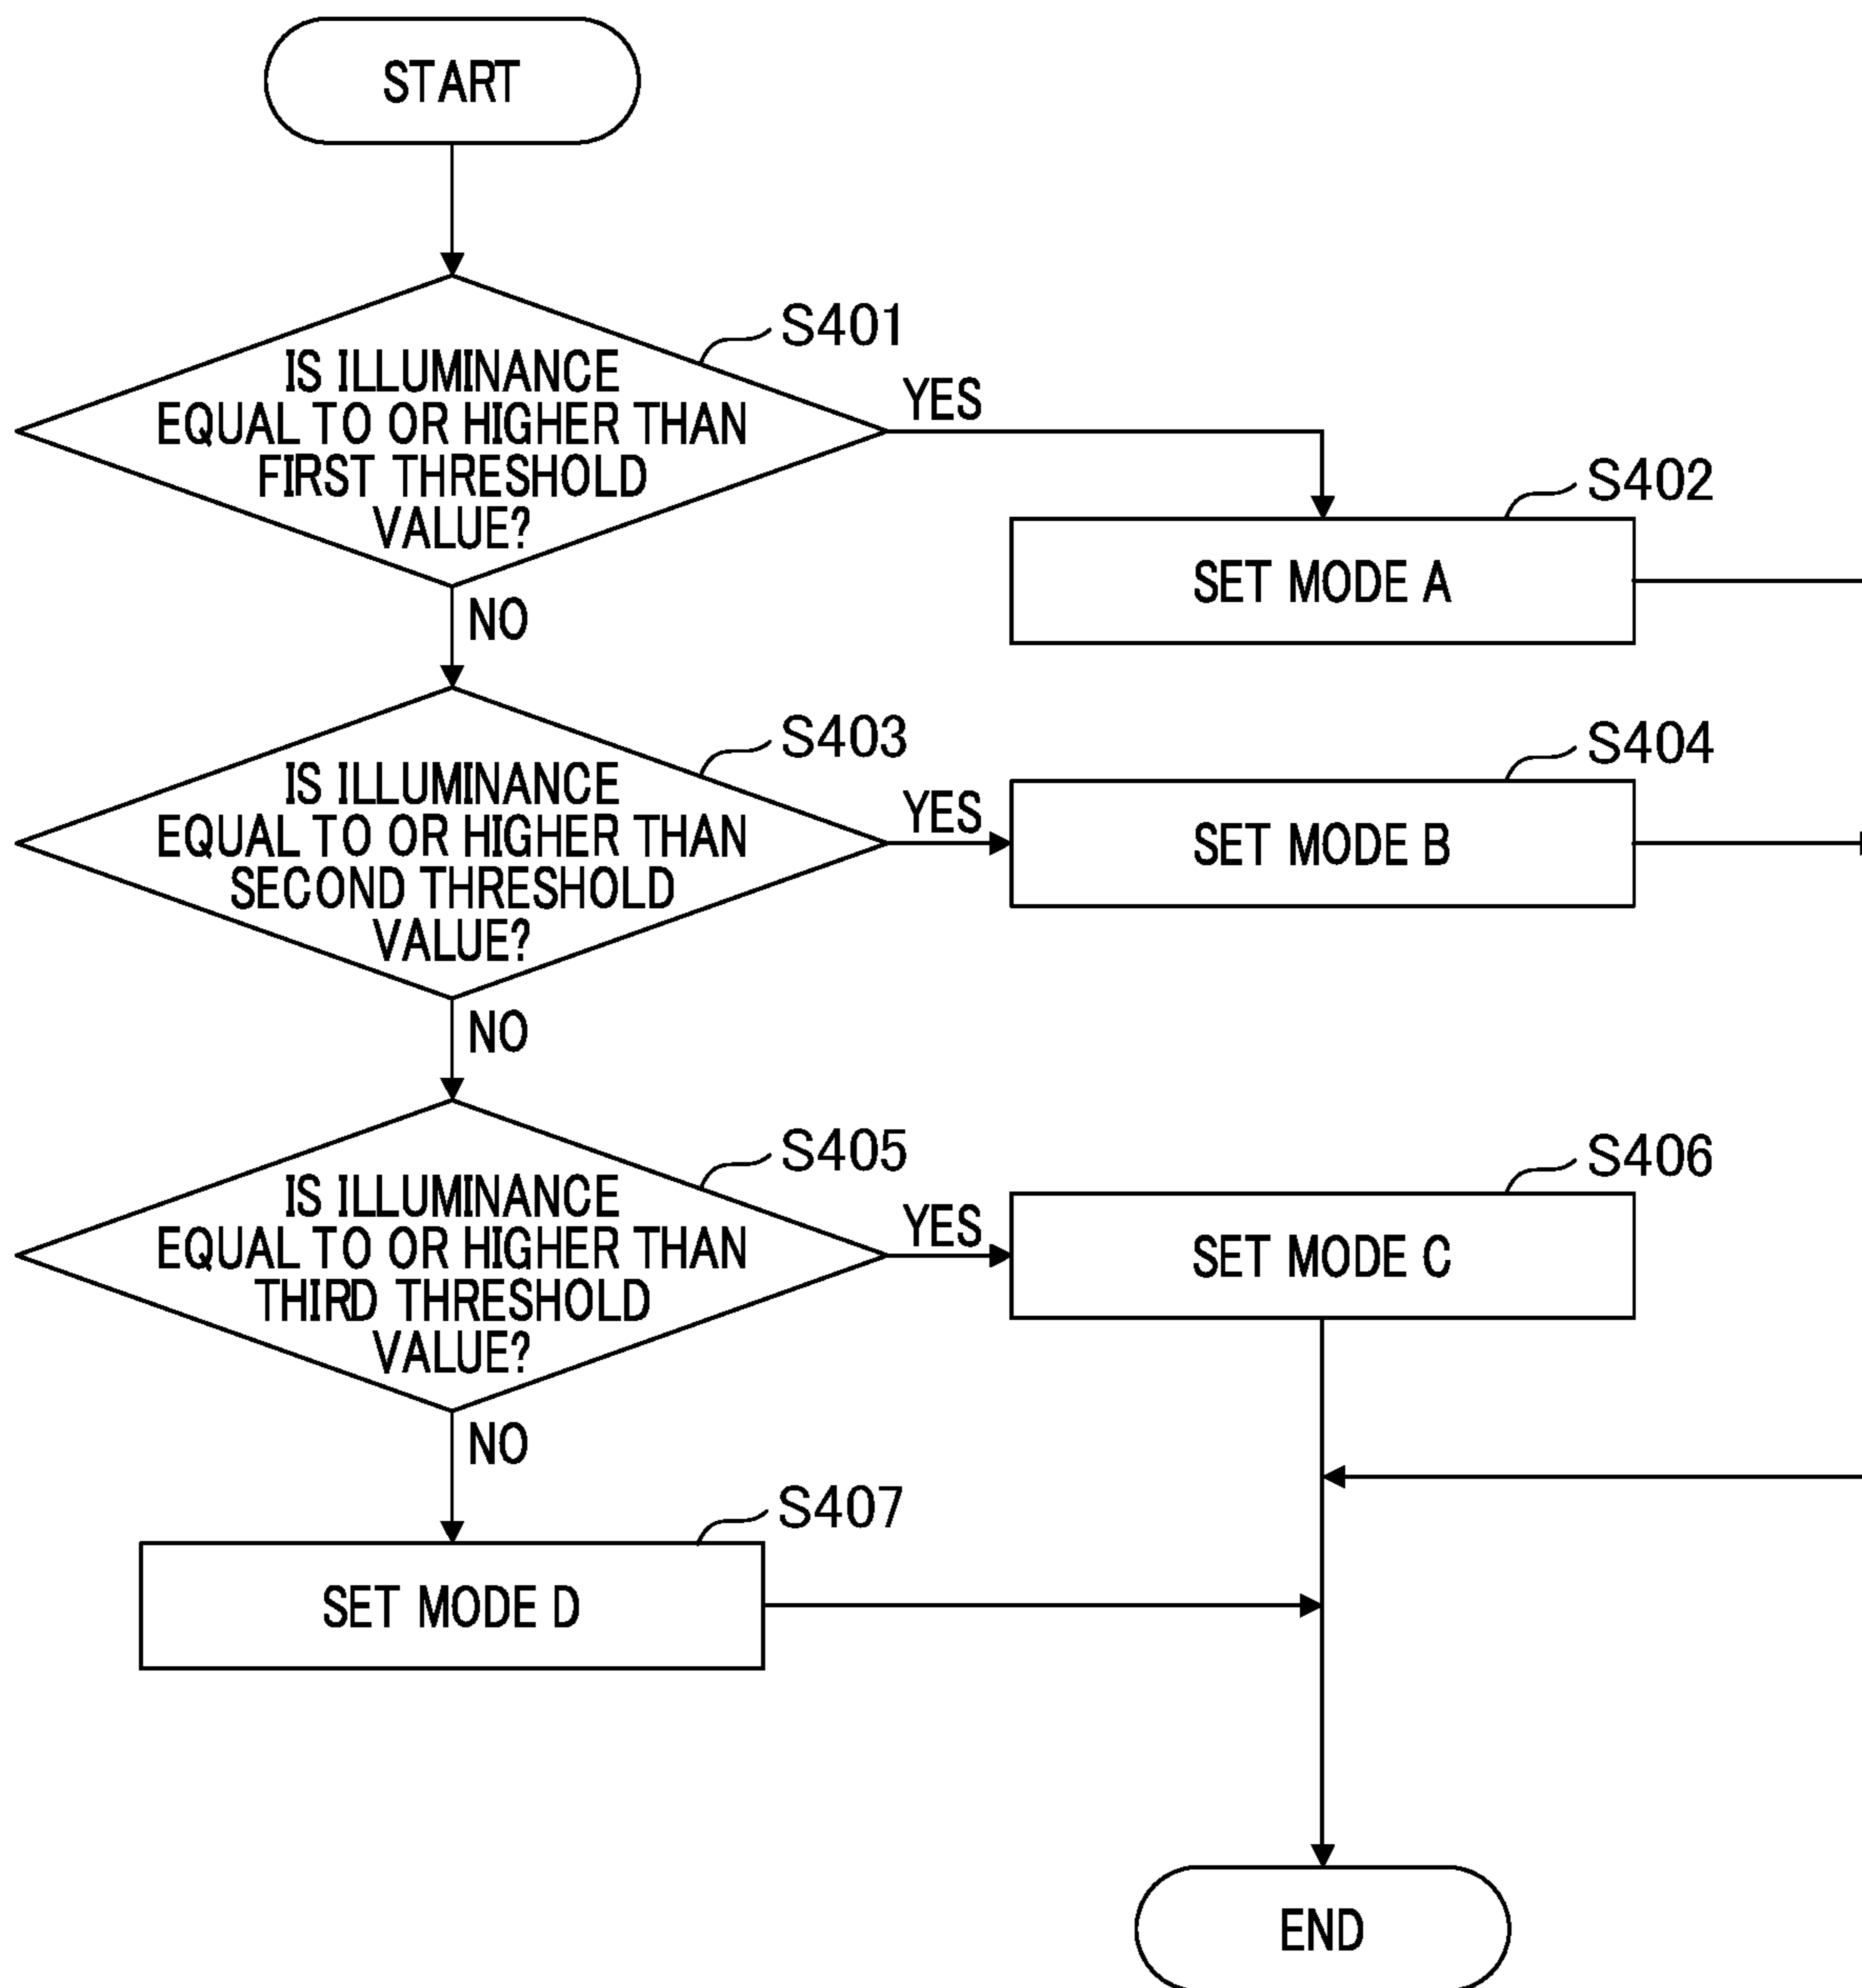 START
S401
IS ILLUMINANCE
EQUAL TO OR HIGHER THAN
FIRST THRESHOLD
VALUE?
YES
S402
SET MODE A
NO
S403
IS ILLUMINANCE
EQUAL TO OR HIGHER THAN
SECOND THRESHOLD
VALUE?
YES
S404
SET MODE B
NO
S405
IS ILLUMINANCE
EQUAL TO OR HIGHER THAN
THIRD THRESHOLD
VALUE?
YES
S406
SET MODE C
NO
S407
SET MODE D
END